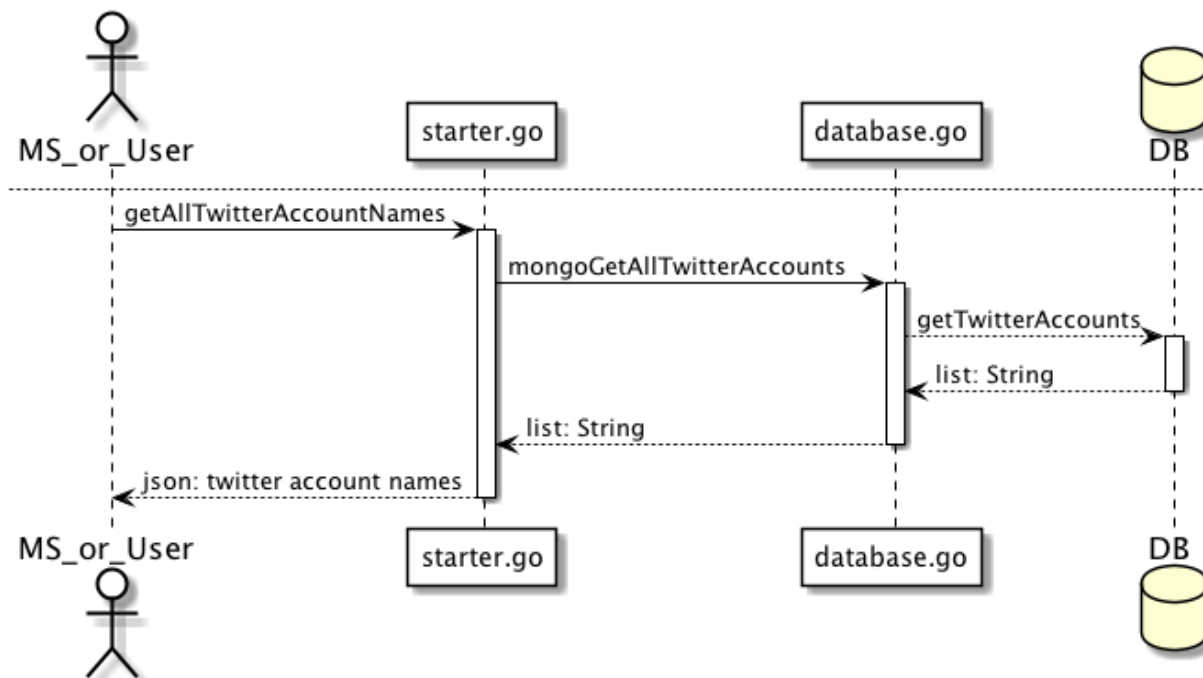 MS_or_User
starter.go
database.go
DB
getAllTwitterAccountNames
mongoGetAllTwitterAccounts
getTwitterAccounts
list: String
list: String
json: twitter account names
MS_or_User
starter.go
database.go
DB